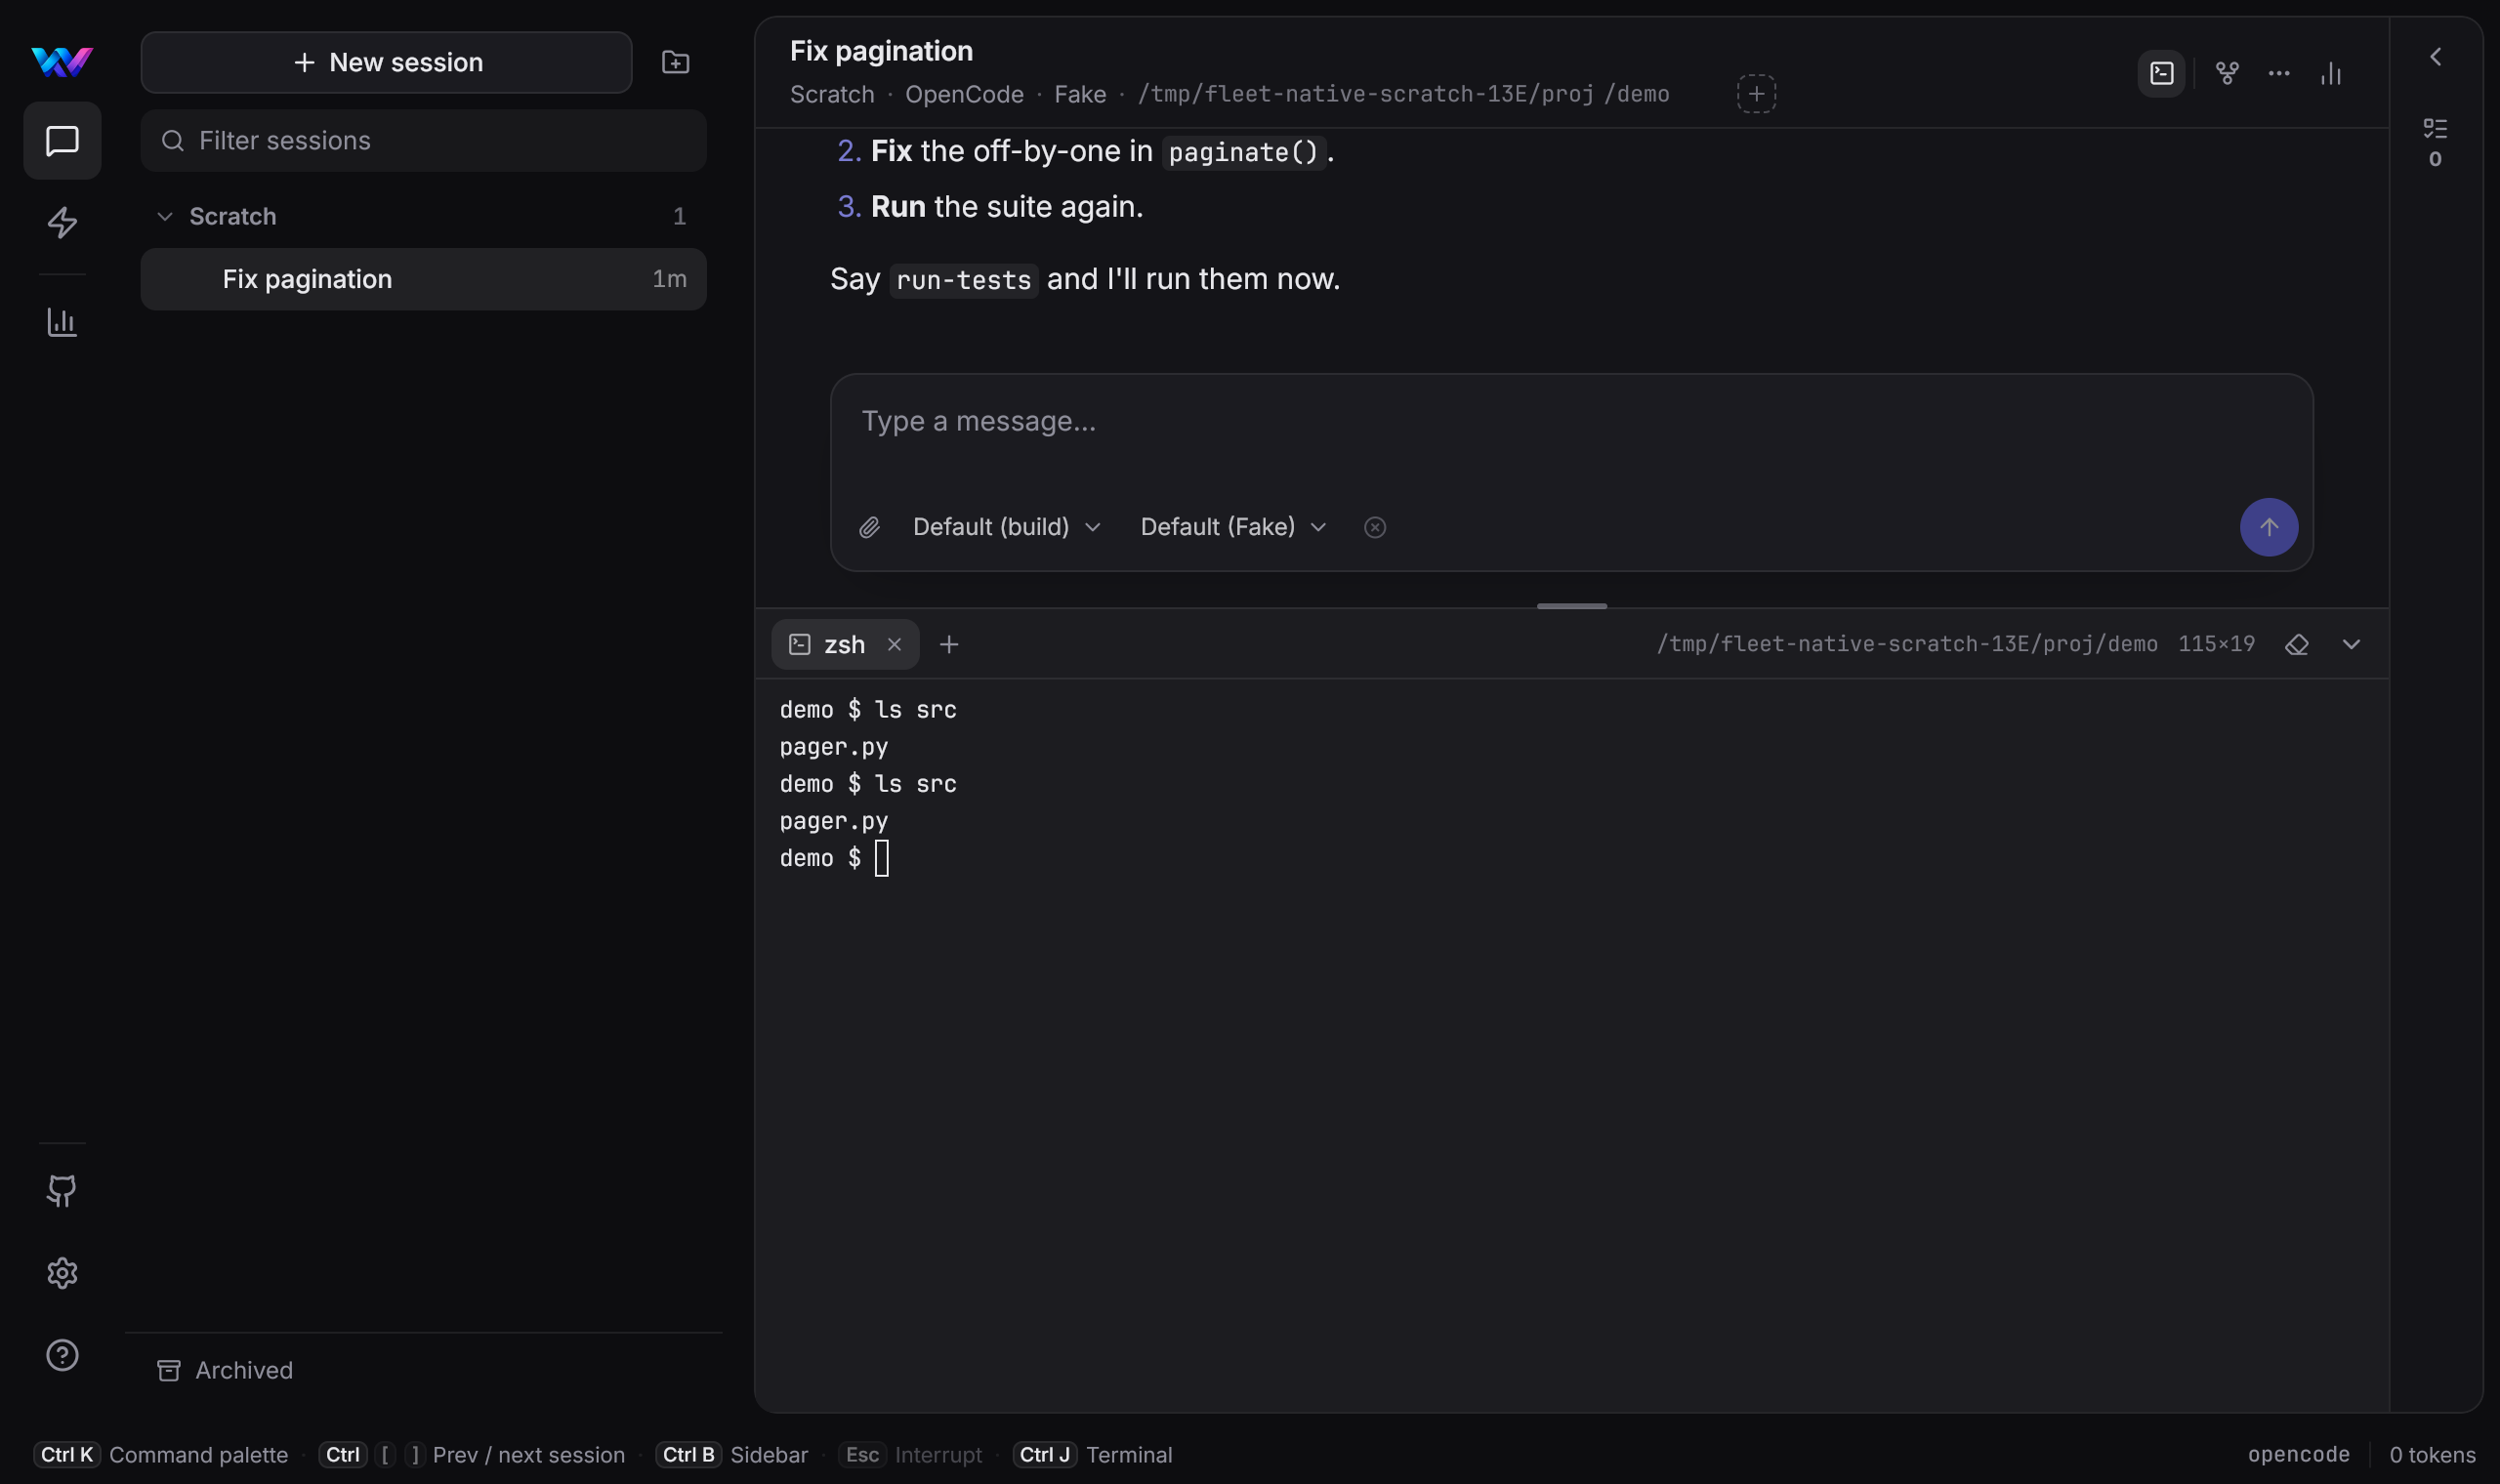 New session
Filter sessions
Scratch 1
Fix pagination 1m
Archived
Fix pagination
Scratch · OpenCode · Fake · /tmp/fleet-native-scratch-13E/proj /demo
0
2. Fix the off-by-one in paginate().
3. Run the suite again.
Say run-tests and I'll run them now.
Type a message...
Default (build) Default (Fake)
zsh /tmp/fleet-native-scratch-13E/proj/demo 115×19
demo $ ls src
pager.py
demo $ ls src
pager.py
demo $
Ctrl K Command palette · Ctrl [ ] Prev / next session · Ctrl B Sidebar · Esc Interrupt · Ctrl J Terminal opencode 0 tokens